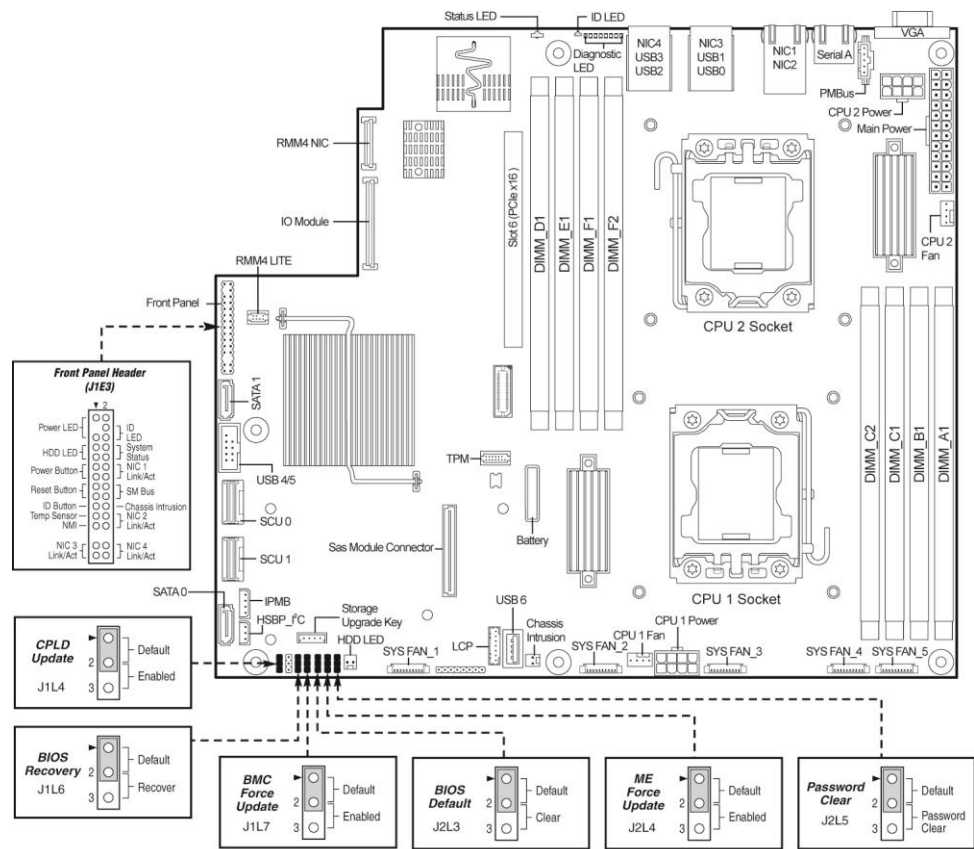 Status LED
ID LED
Diagnostic
LED
NIC4
USB3
USB2
NIC3
USB1
USB0
NIC1
NIC2
Serial A
VGA
PMBus
CPU 2 Power
Main Power
RMM4 NIC
IO Module
RMM4 LITE
Front Panel
Slot 6 (PCIe x16)
DIMM_D1
DIMM_E1
DIMM_F1
DIMM_F2
CPU 2
Fan
CPU 2 Socket
Front Panel Header
(J1E3)
2
Power LED
ID
LED
HDD LED
System
Status
Power Button
NIC 1
Link/Act
Reset Button
SM Bus
ID Button
Chassis Intrusion
Temp Sensor
NIC 2
NMI
Link/Act
NIC 3
Link/Act
NIC 4
Link/Act
SATA 1
USB 4/5
SCU 0
SCU 1
TPM
Battery
Sas Module Connector
DIMM_C2
DIMM_C1
DIMM_B1
DIMM_A1
CPU 1 Socket
SATA 0
IPMB
HSBP_I²C
Storage
Upgrade Key
HDD LED
USB 6
LCP
Chassis
Intrusion
CPU 1 Fan
CPU 1 Power
SYS FAN_1
SYS FAN_2
SYS FAN_3
SYS FAN_4
SYS FAN_5
CPLD
Update
J1L4
2
3
Default
Enabled
BIOS
Recovery
J1L6
2
3
Default
Recover
BMC
Force
Update
J1L7
2
3
Default
Enabled
BIOS
Default
J2L3
2
3
Default
Clear
ME
Force
Update
J2L4
2
3
Default
Enabled
Password
Clear
J2L5
2
3
Default
Password
Clear